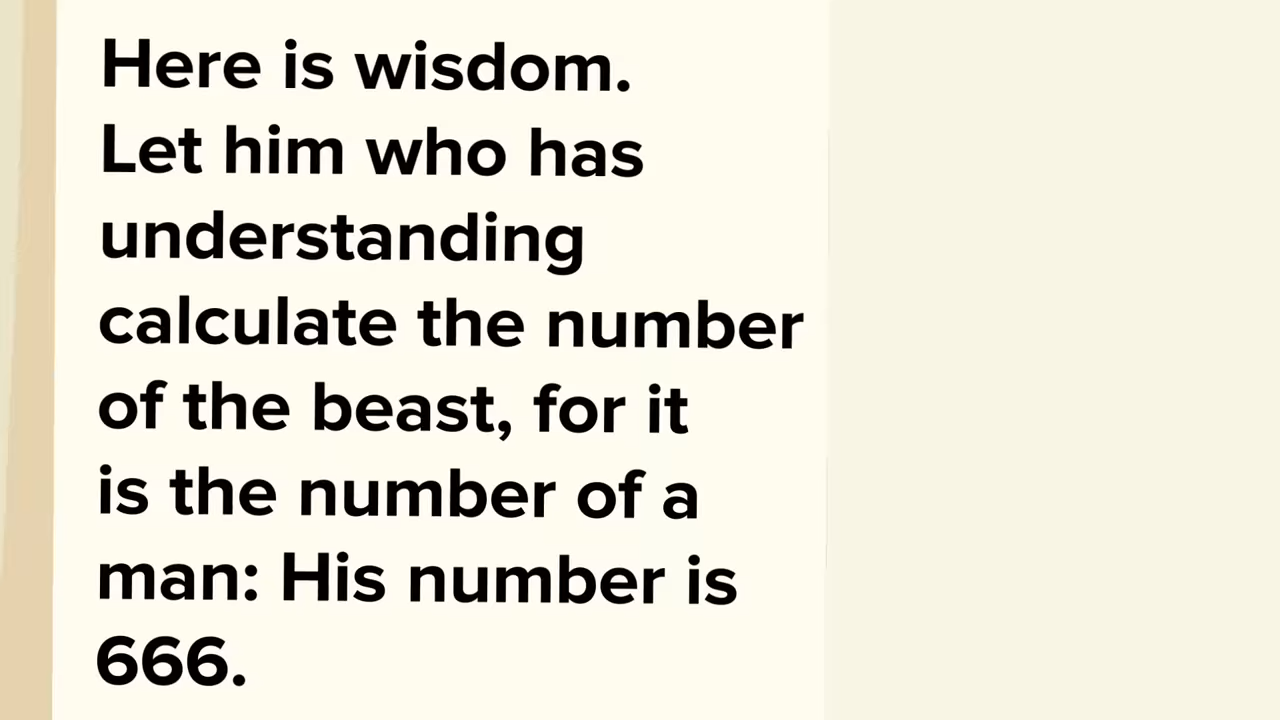 Here is wisdom.
Let him who has
understanding
calculate the number
of the beast, for it
is the number of a
man: His number is
666.